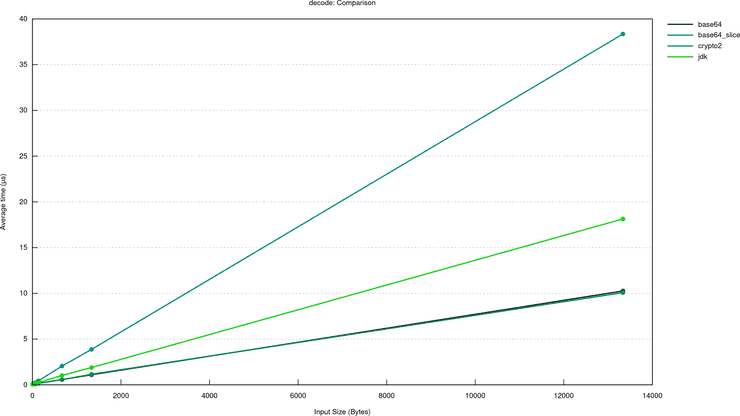 decode: Comparison
40
35
30
25
20
15
10
5
0
0
2000
4000
6000
8000
10000
12000
14000
Average time (µs)
Input Size (Bytes)
base64
base64_slice
crypto2
jdk